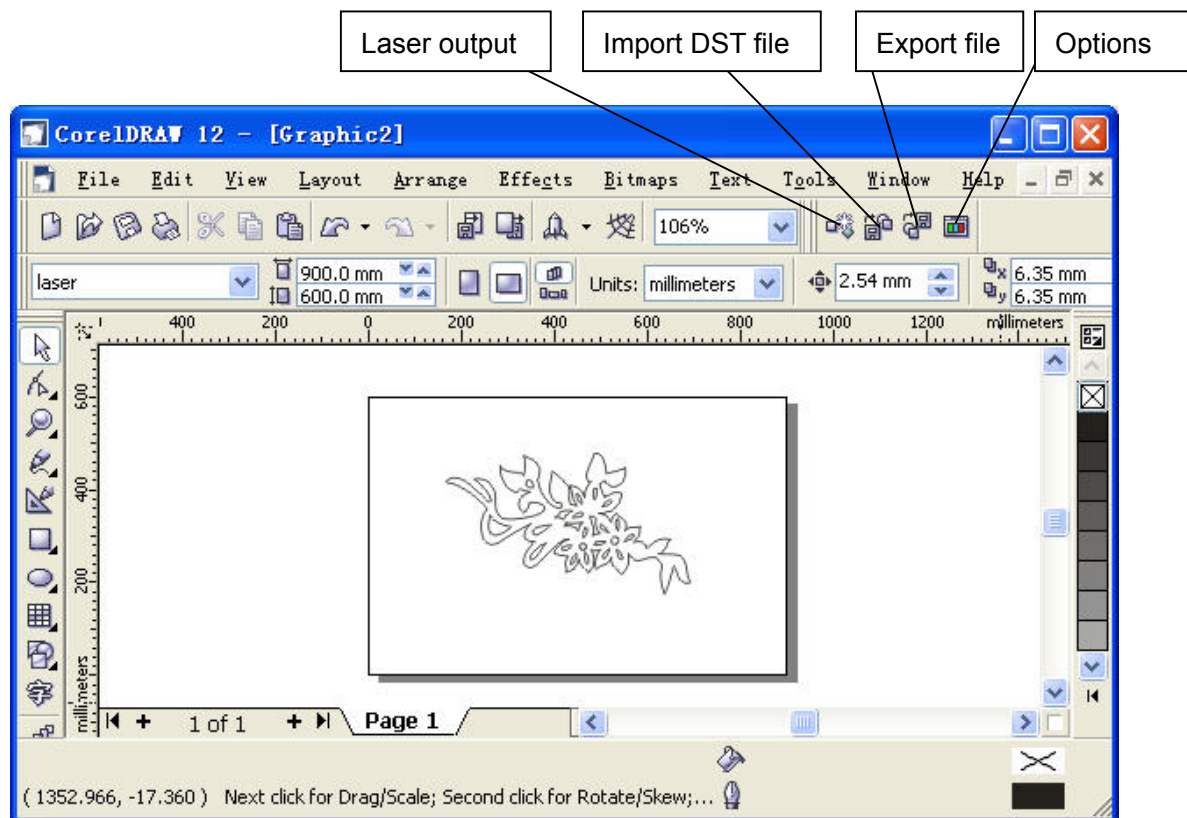 Laser output
Import DST file
Export file
Options
CorelDRAW 12 - [Graphic2]
File Edit View Layout Arrange Effects Bitmaps Text Tools Window Help
106%
laser
900.0 mm
600.0 mm
Units: millimeters
2.54 mm
x 6.35 mm
y 6.35 mm
400 200 0 200 400 600 800 1000 1200 millimeters
600
400
200
millimeters
字
1 of 1
Page 1
( 1352.966, -17.360 ) Next click for Drag/Scale; Second click for Rotate/Skew;...